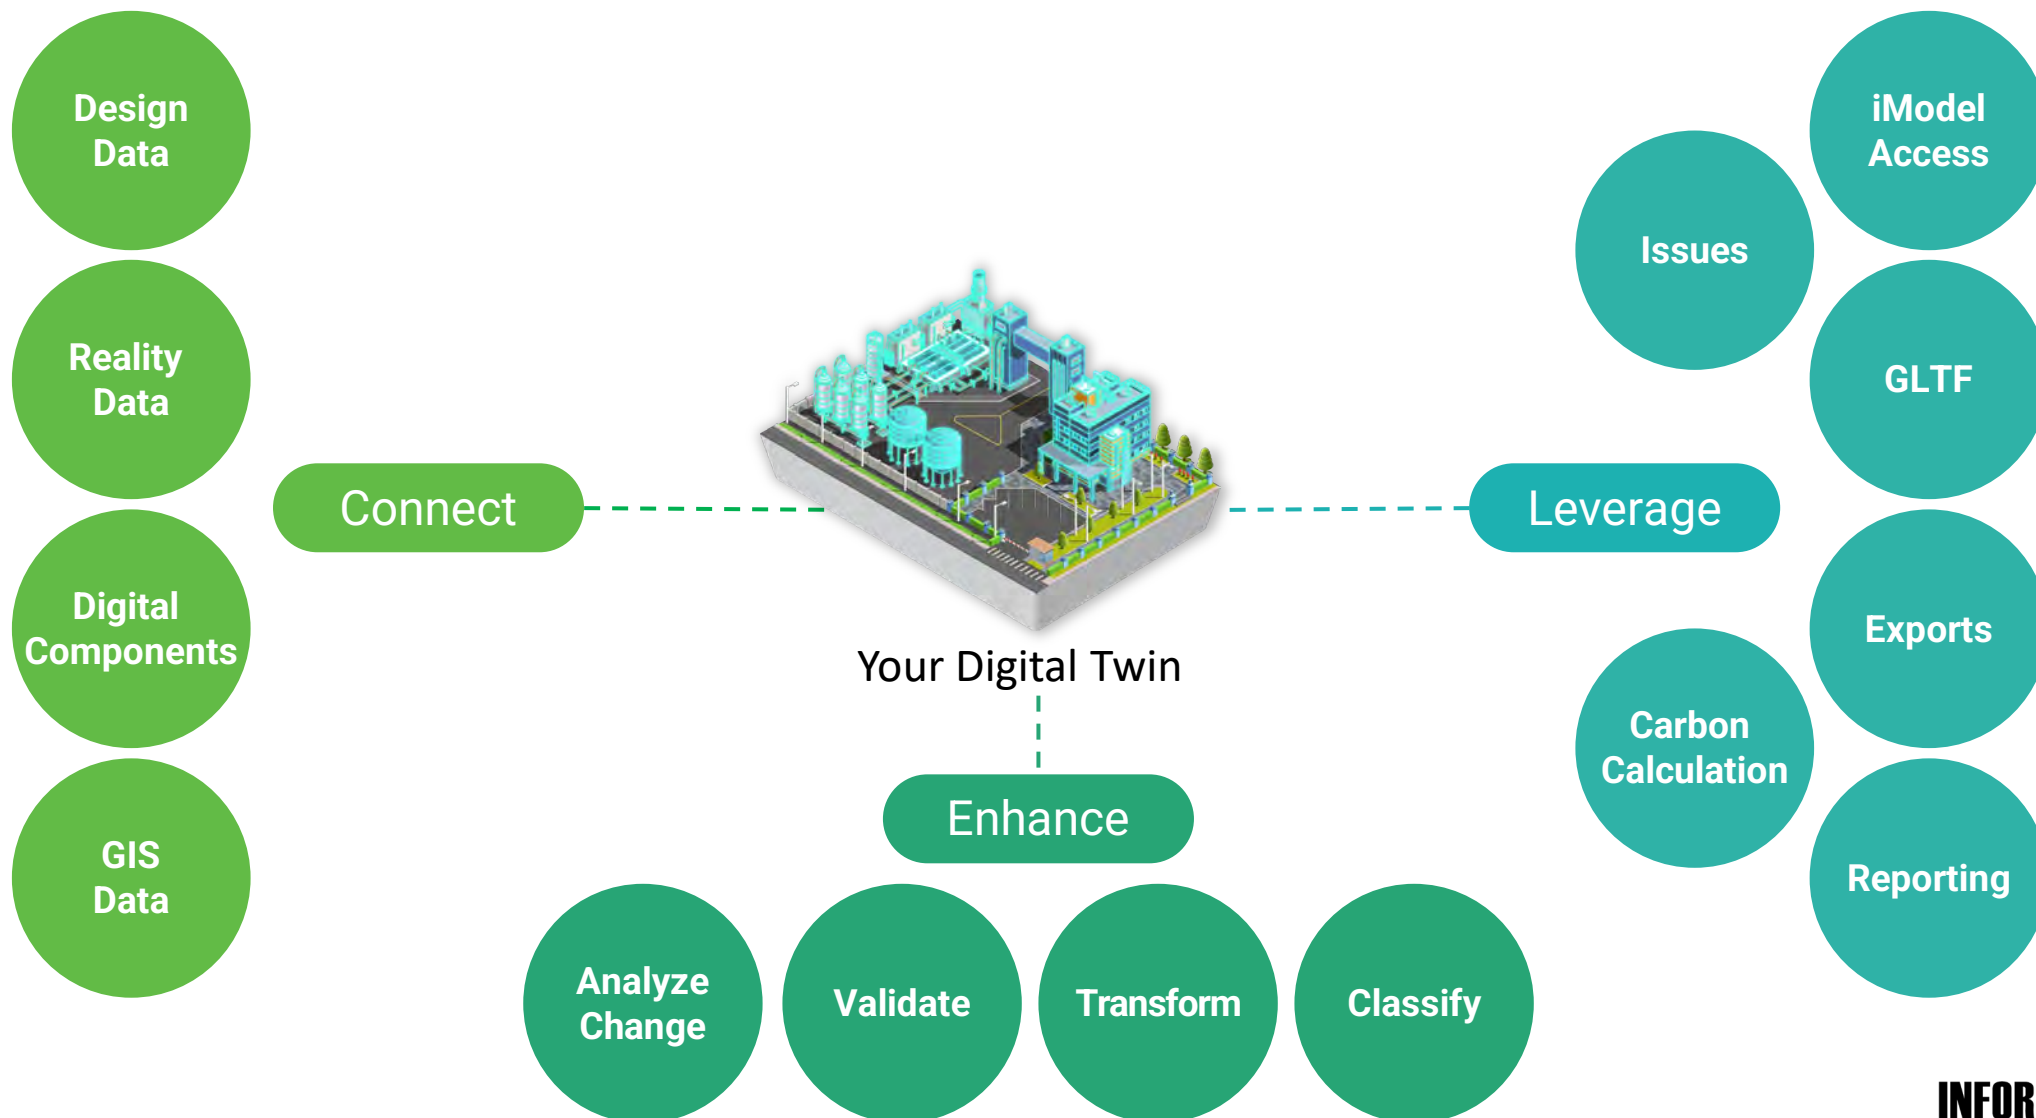 Design
Data
Reality
Data
Digital
Components
GIS
Data
Connect
Your Digital Twin
Enhance
Analyze
Change
Validate
Transform
Classify
Leverage
Issues
iModel
Access
GLTF
Exports
Carbon
Calculation
Reporting
INFOR